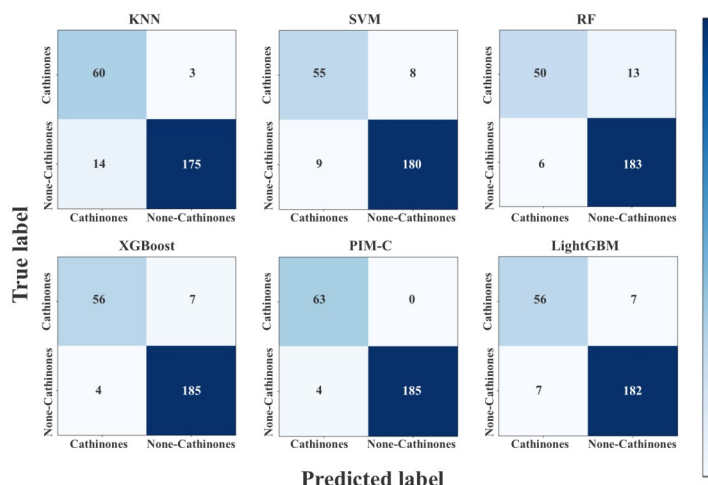 KNN
SVM
RF
Cathinones
60
3
None-Cathinones
14
175
Cathinones
None-Cathinones
Cathinones
55
8
None-Cathinones
9
180
Cathinones
None-Cathinones
Cathinones
50
13
None-Cathinones
6
183
Cathinones
None-Cathinones
True label
XGBoost
PIM-C
LightGBM
Cathinones
56
7
None-Cathinones
4
185
Cathinones
None-Cathinones
Cathinones
63
0
None-Cathinones
4
185
Cathinones
None-Cathinones
Cathinones
56
7
None-Cathinones
7
182
Cathinones
None-Cathinones
Predicted label